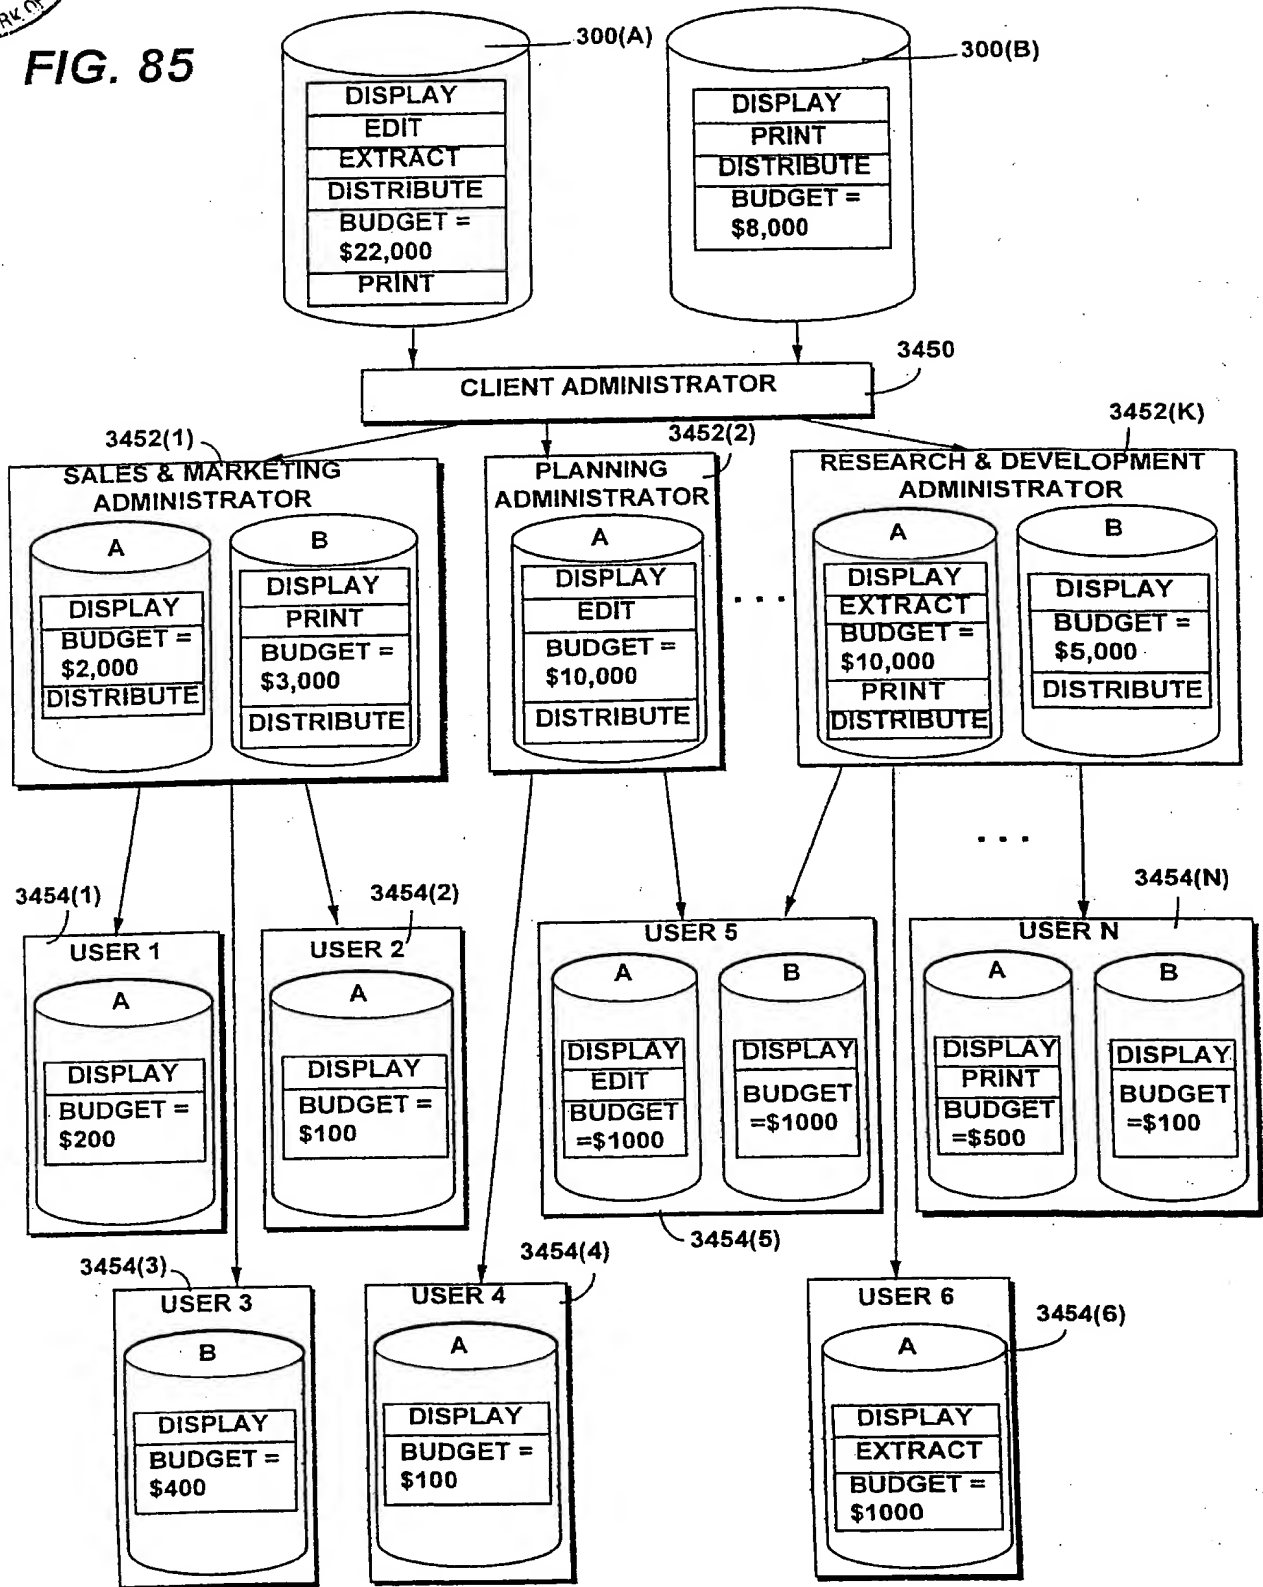 FIG. 85
300(A)
DISPLAY
EDIT
EXTRACT
DISTRIBUTE
BUDGET =
$22,000
PRINT
300(B)
DISPLAY
PRINT
DISTRIBUTE
BUDGET =
$8,000
3450
CLIENT ADMINISTRATOR
3452(1)
SALES & MARKETING
ADMINISTRATOR
A
DISPLAY
BUDGET =
$2,000
DISTRIBUTE
B
DISPLAY
PRINT
BUDGET =
$3,000
DISTRIBUTE
3452(2)
PLANNING
ADMINISTRATOR
A
DISPLAY
EDIT
BUDGET =
$10,000
DISTRIBUTE
. . .
3452(K)
RESEARCH & DEVELOPMENT
ADMINISTRATOR
A
DISPLAY
EXTRACT
BUDGET =
$10,000
PRINT
DISTRIBUTE
B
DISPLAY
BUDGET =
$5,000
DISTRIBUTE
. . .
3454(1)
USER 1
A
DISPLAY
BUDGET =
$200
3454(2)
USER 2
A
DISPLAY
BUDGET =
$100
USER 5
A
DISPLAY
EDIT
BUDGET
=$1000
B
DISPLAY
BUDGET
=$1000
3454(5)
3454(N)
USER N
A
DISPLAY
PRINT
BUDGET
=$500
B
DISPLAY
BUDGET
=$100
3454(3)
USER 3
B
DISPLAY
BUDGET =
$400
3454(4)
USER 4
A
DISPLAY
BUDGET =
$100
USER 6
3454(6)
A
DISPLAY
EXTRACT
BUDGET =
$1000